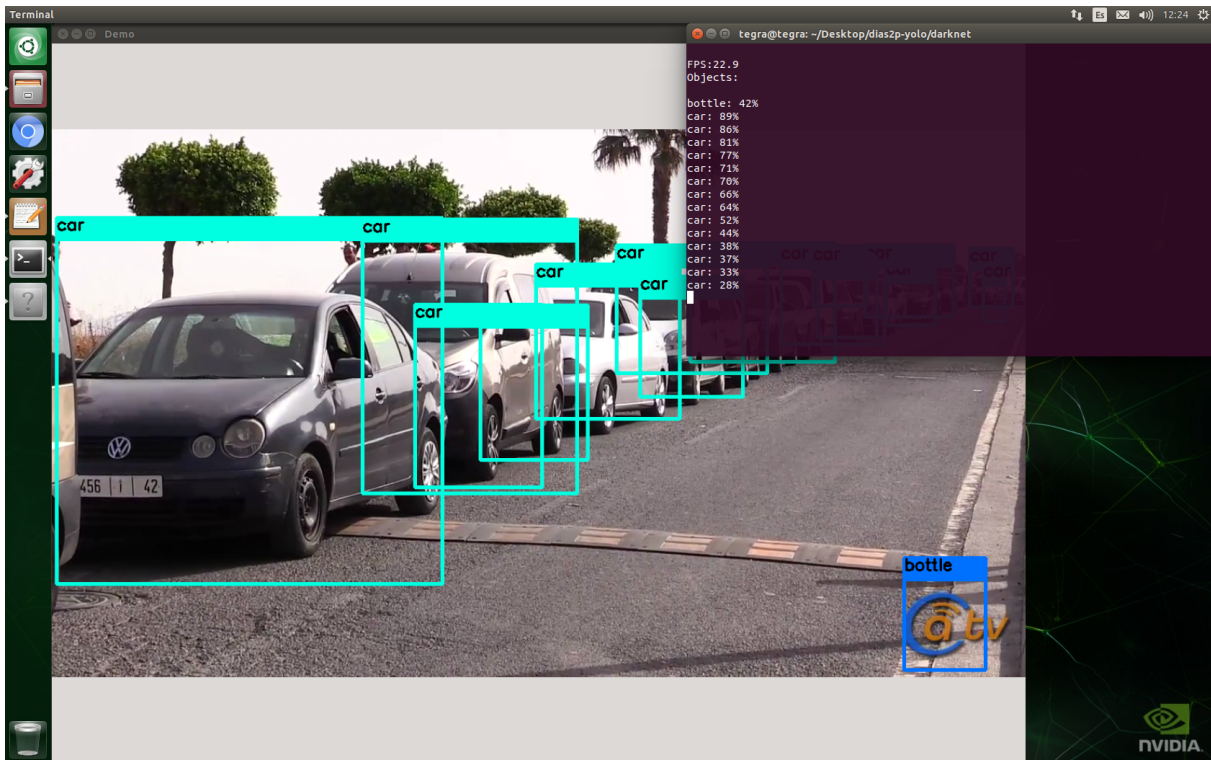 Terminal
Es
12:24
Demo
tegra@tegra: ~/Desktop/dias2p-yolo/darknet
FPS:22.9
Objects:
bottle: 42%
car: 89%
car: 86%
car: 81%
car: 77%
car: 71%
car: 70%
car: 66%
car: 64%
car: 52%
car: 44%
car: 38%
car: 37%
car: 33%
car: 28%
car
car
car
car
car
car
car
car
car
car
car
car
456 | أ | 42
bottle
atv
NVIDIA